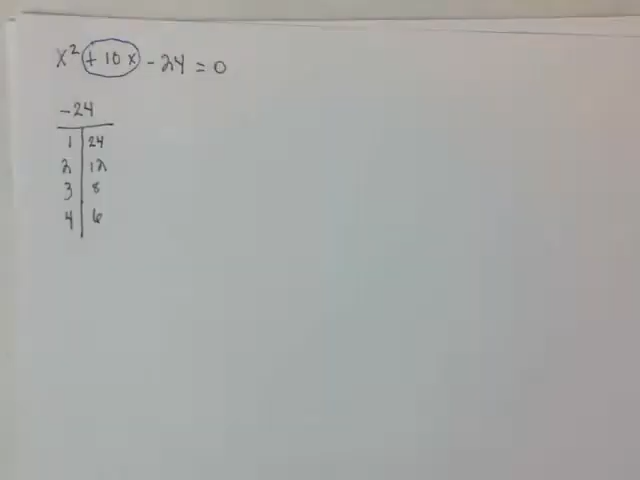 x² + 10x - 24 = 0
-24
1 | 24
2 | 12
3 | 8
4 | 6